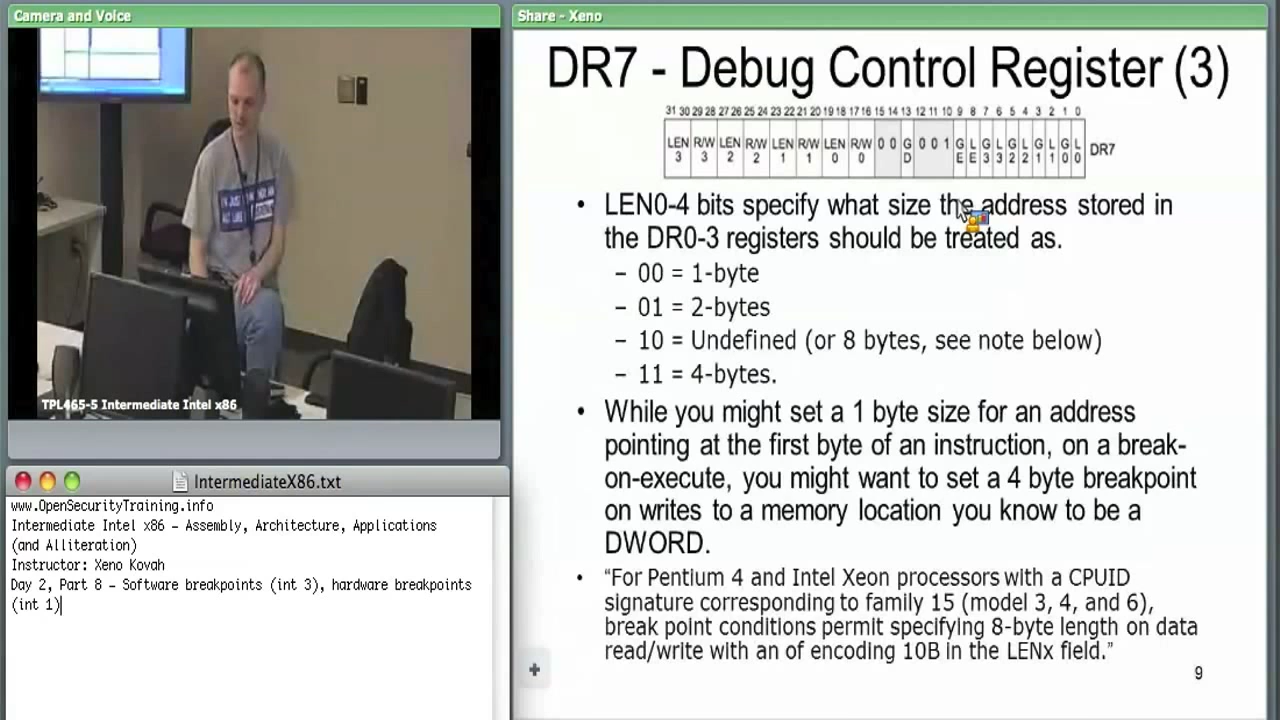 Camera and Voice
TPL465-5 Intermediate Intel x86
IntermediateX86.txt
www.OpenSecurityTraining.info
Intermediate Intel x86 – Assembly, Architecture, Applications
(and Alliteration)
Instructor: Xeno Kovah
Day 2, Part 8 – Software breakpoints (int 3), hardware breakpoints
(int 1)
Share - Xeno
DR7 - Debug Control Register (3)
31 30 29 28 27 26 25 24 23 22 21 20 19 18 17 16 15 14 13 12 11 10 9 8 7 6 5 4 3 2 1 0
LEN 3 R/W 3 LEN 2 R/W 2 LEN 1 R/W 1 LEN 0 R/W 0 0 0 G D 0 0 1 G E L E G 3 L 3 G 2 L 2 G 1 L 1 G 0 L 0 DR7
• LEN0-4 bits specify what size the address stored in
the DR0-3 registers should be treated as.
– 00 = 1-byte
– 01 = 2-bytes
– 10 = Undefined (or 8 bytes, see note below)
– 11 = 4-bytes.
• While you might set a 1 byte size for an address
pointing at the first byte of an instruction, on a break-
on-execute, you might want to set a 4 byte breakpoint
on writes to a memory location you know to be a
DWORD.
• “For Pentium 4 and Intel Xeon processors with a CPUID
signature corresponding to family 15 (model 3, 4, and 6),
break point conditions permit specifying 8-byte length on data
read/write with an of encoding 10B in the LENx field.”
9